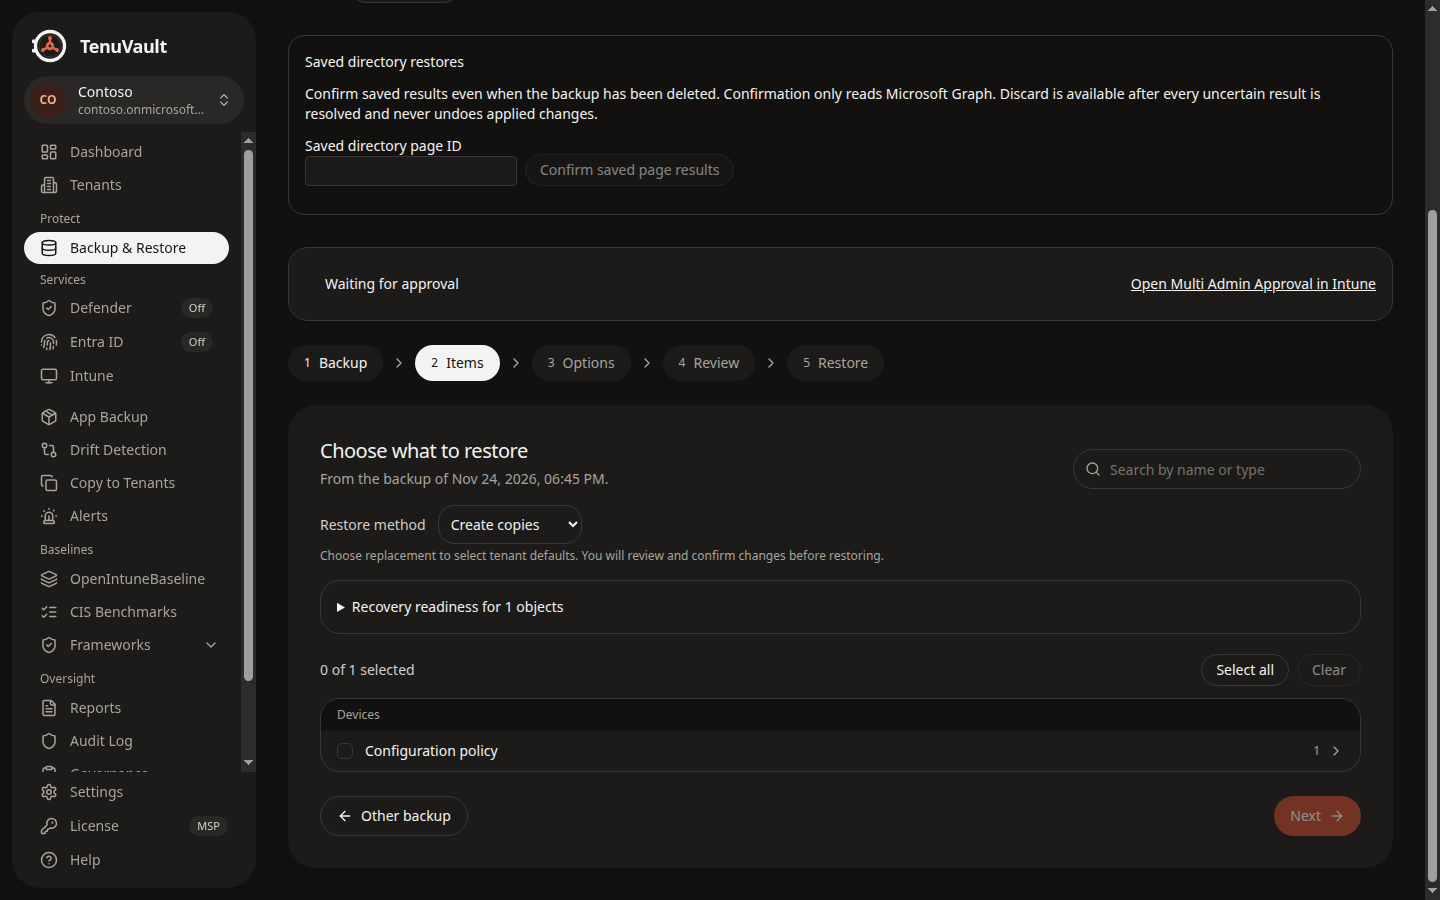 TenuVault
CO
Contoso
contoso.onmicrosoft...
Dashboard
Tenants
Protect
Backup & Restore
Services
Defender Off
Entra ID Off
Intune
App Backup
Drift Detection
Copy to Tenants
Alerts
Baselines
OpenIntuneBaseline
CIS Benchmarks
Frameworks
Oversight
Reports
Audit Log
Settings
License MSP
Help
Saved directory restores
Confirm saved results even when the backup has been deleted. Confirmation only reads Microsoft Graph. Discard is available after every uncertain result is
resolved and never undoes applied changes.
Saved directory page ID
Confirm saved page results
Waiting for approval
Open Multi Admin Approval in Intune
1 Backup
2 Items
3 Options
4 Review
5 Restore
Choose what to restore
From the backup of Nov 24, 2026, 06:45 PM.
Search by name or type
Restore method
Create copies
Choose replacement to select tenant defaults. You will review and confirm changes before restoring.
Recovery readiness for 1 objects
0 of 1 selected
Select all
Clear
Devices
Configuration policy
1
Other backup
Next